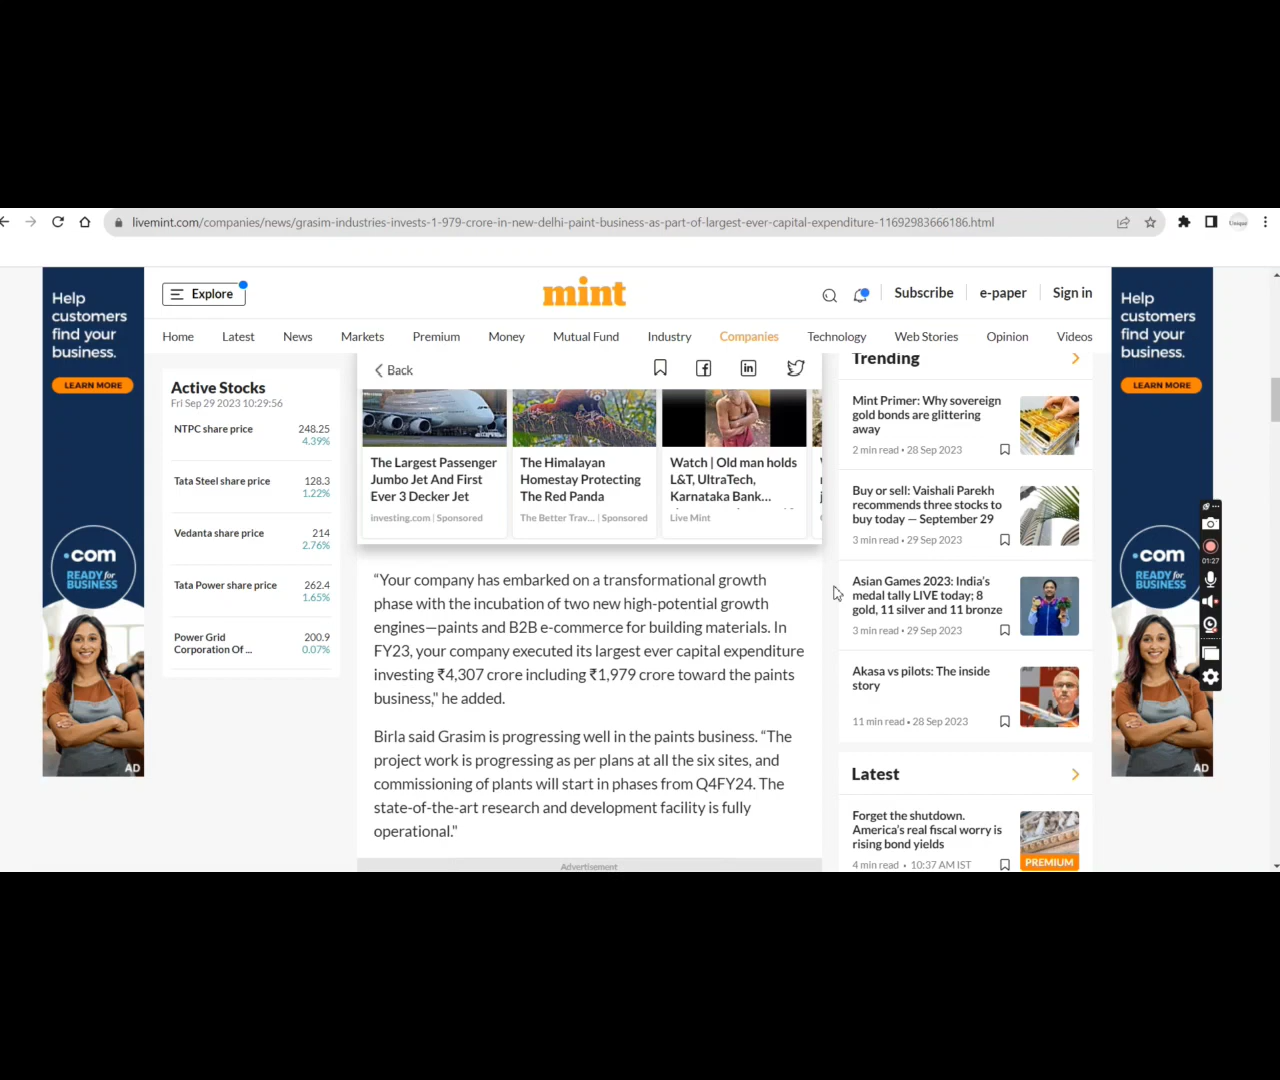 livemint.com/companies/news/grasim-industries-invests-1-979-crore-in-new-delhi-paint-business-as-part-of-largest-ever-capital-expenditure-11692983666186.html
Help
customers
find your
business.
LEARN MORE
.com
READY for
BUSINESS
AD
Explore
mint
Subscribe
e-paper
Sign in
Home
Latest
News
Markets
Premium
Money
Mutual Fund
Industry
Companies
Technology
Web Stories
Opinion
Videos
Active Stocks
Fri Sep 29 2023 10:29:56
NTPC share price 248.25
4.39%
Tata Steel share price 128.3
1.22%
Vedanta share price 214
2.76%
Tata Power share price 262.4
1.65%
Power Grid 200.9
Corporation Of ... 0.07%
Back
The Largest Passenger
Jumbo Jet And First
Ever 3 Decker Jet
investing.com | Sponsored
The Himalayan
Homestay Protecting
The Red Panda
The Better Trav... | Sponsored
Watch | Old man holds
L&T, UltraTech,
Karnataka Bank...
Live Mint
“Your company has embarked on a transformational growth
phase with the incubation of two new high-potential growth
engines—paints and B2B e-commerce for building materials. In
FY23, your company executed its largest ever capital expenditure
investing ₹4,307 crore including ₹1,979 crore toward the paints
business,” he added.
Birla said Grasim is progressing well in the paints business. “The
project work is progressing as per plans at all the six sites, and
commissioning of plants will start in phases from Q4FY24. The
state-of-the-art research and development facility is fully
operational.”
Advertisement
Trending
Mint Primer: Why sovereign
gold bonds are glittering
away
2 min read • 28 Sep 2023
Buy or sell: Vaishali Parekh
recommends three stocks to
buy today — September 29
3 min read • 29 Sep 2023
Asian Games 2023: India’s
medal tally LIVE today; 8
gold, 11 silver and 11 bronze
3 min read • 29 Sep 2023
Akasa vs pilots: The inside
story
11 min read • 28 Sep 2023
Latest
Forget the shutdown.
America’s real fiscal worry is
rising bond yields
4 min read • 10:37 AM IST
PREMIUM
Help
customers
find your
business.
LEARN MORE
.com
READY for
BUSINESS
AD
01:27